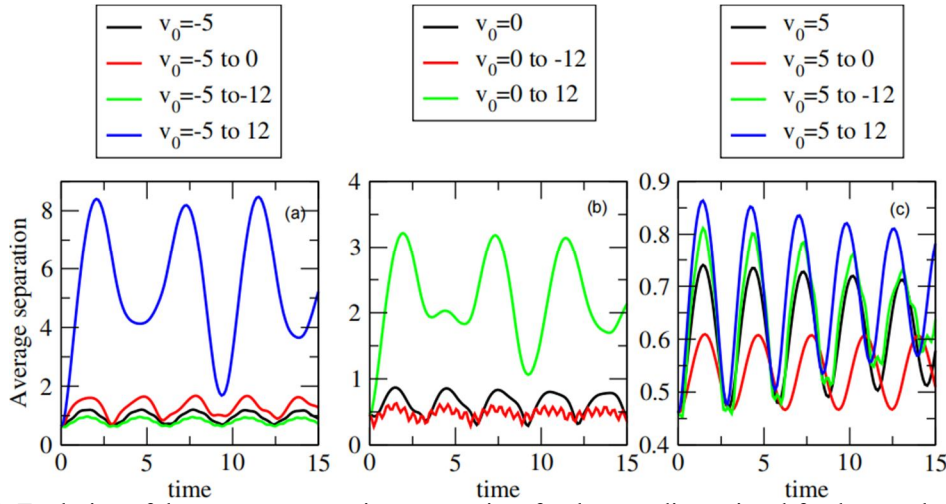 v0=-5
v0=-5 to 0
v0=-5 to-12
v0=-5 to 12
v0=0
v0=0 to -12
v0=0 to 12
v0=5
v0=5 to 0
v0=5 to -12
v0=5 to 12
Average separation
8
6
4
2
0
(a)
0 5 10 15
time
4
3
2
1
0
(b)
0 5 10 15
time
0.9
0.8
0.7
0.6
0.5
0.4
(c)
0 5 10 15
time